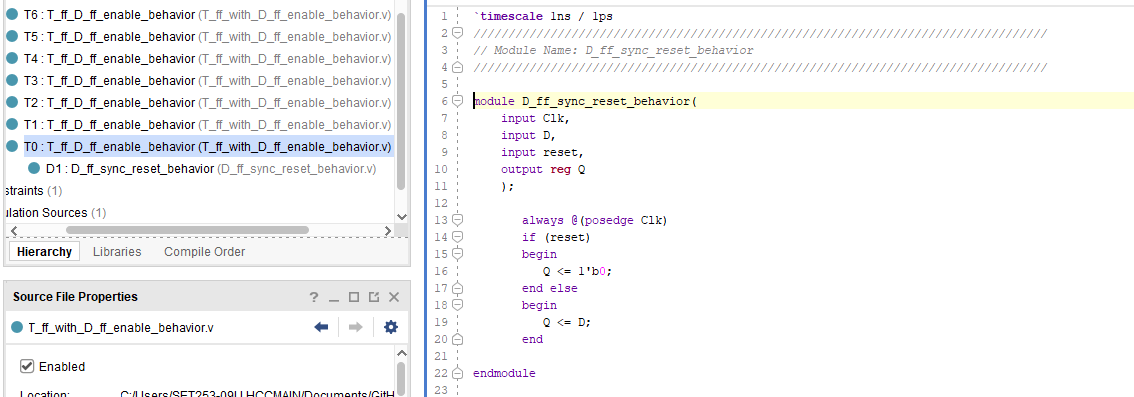 T6 : T_ff_D_ff_enable_behavior (T_ff_with_D_ff_enable_behavior.v)
T5 : T_ff_D_ff_enable_behavior (T_ff_with_D_ff_enable_behavior.v)
T4 : T_ff_D_ff_enable_behavior (T_ff_with_D_ff_enable_behavior.v)
T3 : T_ff_D_ff_enable_behavior (T_ff_with_D_ff_enable_behavior.v)
T2 : T_ff_D_ff_enable_behavior (T_ff_with_D_ff_enable_behavior.v)
T1 : T_ff_D_ff_enable_behavior (T_ff_with_D_ff_enable_behavior.v)
T0 : T_ff_D_ff_enable_behavior (T_ff_with_D_ff_enable_behavior.v)
D1 : D_ff_sync_reset_behavior (D_ff_sync_reset_behavior.v)
straints (1)
ulation Sources (1)
Hierarchy Libraries Compile Order
Source File Properties ?
T_ff_with_D_ff_enable_behavior.v
Enabled
Location: C:/Users/SET253-09U.HCCMAIN/Documents/GitH
1 `timescale 1ns / 1ps
2 //////////////////////////////////////////////////////////////////////////////////
3 // Module Name: D_ff_sync_reset_behavior
4 //////////////////////////////////////////////////////////////////////////////////
5
6 module D_ff_sync_reset_behavior(
7 input Clk,
8 input D,
9 input reset,
10 output reg Q
11 );
12
13 always @(posedge Clk)
14 if (reset)
15 begin
16 Q <= 1'b0;
17 end else
18 begin
19 Q <= D;
20 end
21
22 endmodule
23